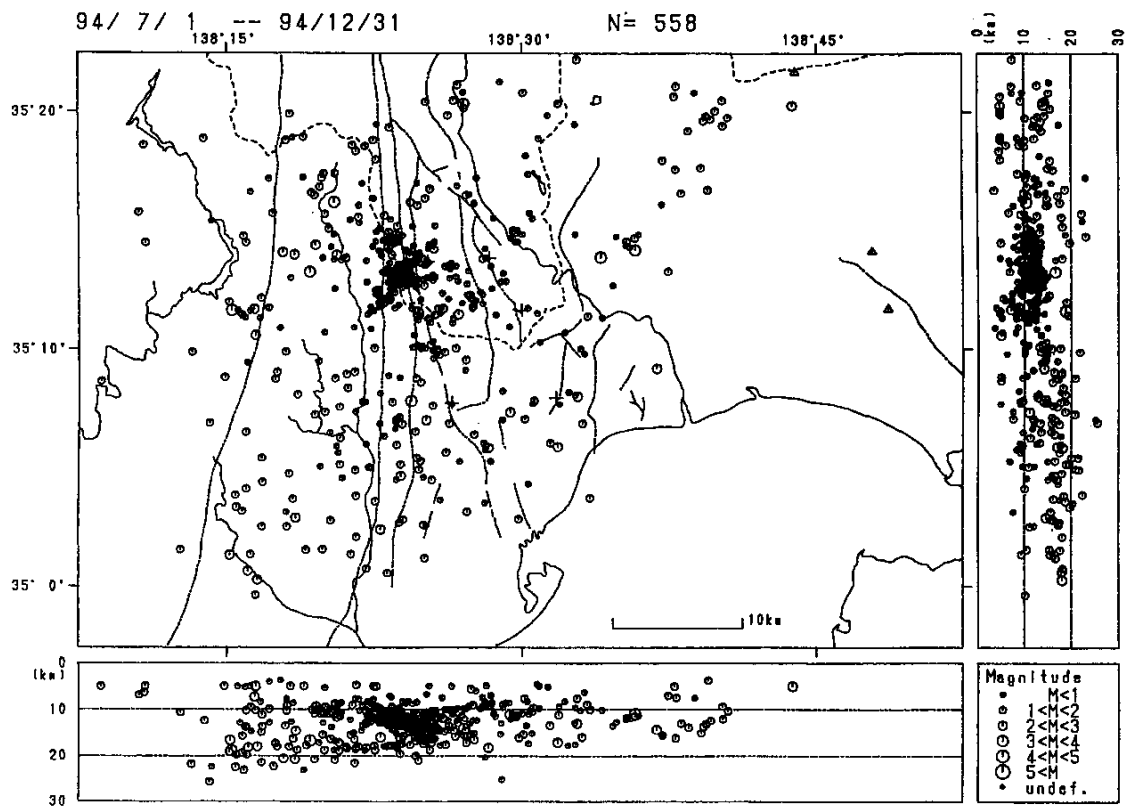 94/ 7/ 1 -- 94/12/31 N= 558
138°15' 138°30' 138°45'
0 10 20 30
(km)
35° 20'
35° 10'
35° 0'
10km
0
(km)
10
20
30
Magnitude
M<1
1<M<2
2<M<3
3<M<4
4<M<5
5<M
undef.